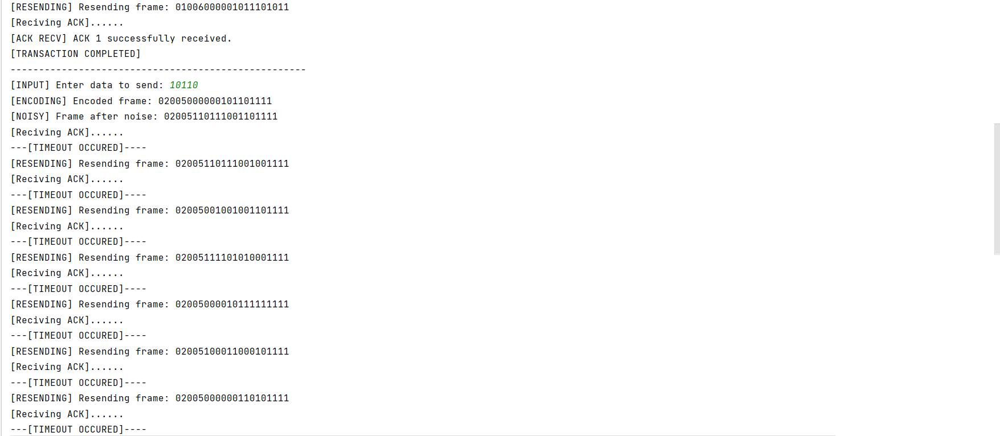 [RESENDING] Resending frame: 01006000001011101011
[Reciving ACK]......
[ACK RECV] ACK 1 successfully received.
[TRANSACTION COMPLETED]
----------------------------------------------------
[INPUT] Enter data to send: 10110
[ENCODING] Encoded frame: 02005000000101101111
[NOISY] Frame after noise: 02005110111001101111
[Reciving ACK]......
---[TIMEOUT OCCURED]----
[RESENDING] Resending frame: 02005110111001001111
[Reciving ACK]......
---[TIMEOUT OCCURED]----
[RESENDING] Resending frame: 02005001001001101111
[Reciving ACK]......
---[TIMEOUT OCCURED]----
[RESENDING] Resending frame: 02005111101010001111
[Reciving ACK]......
---[TIMEOUT OCCURED]----
[RESENDING] Resending frame: 02005000010111111111
[Reciving ACK]......
---[TIMEOUT OCCURED]----
[RESENDING] Resending frame: 02005100011000101111
[Reciving ACK]......
---[TIMEOUT OCCURED]----
[RESENDING] Resending frame: 02005000000110101111
[Reciving ACK]......
---[TIMEOUT OCCURED]----